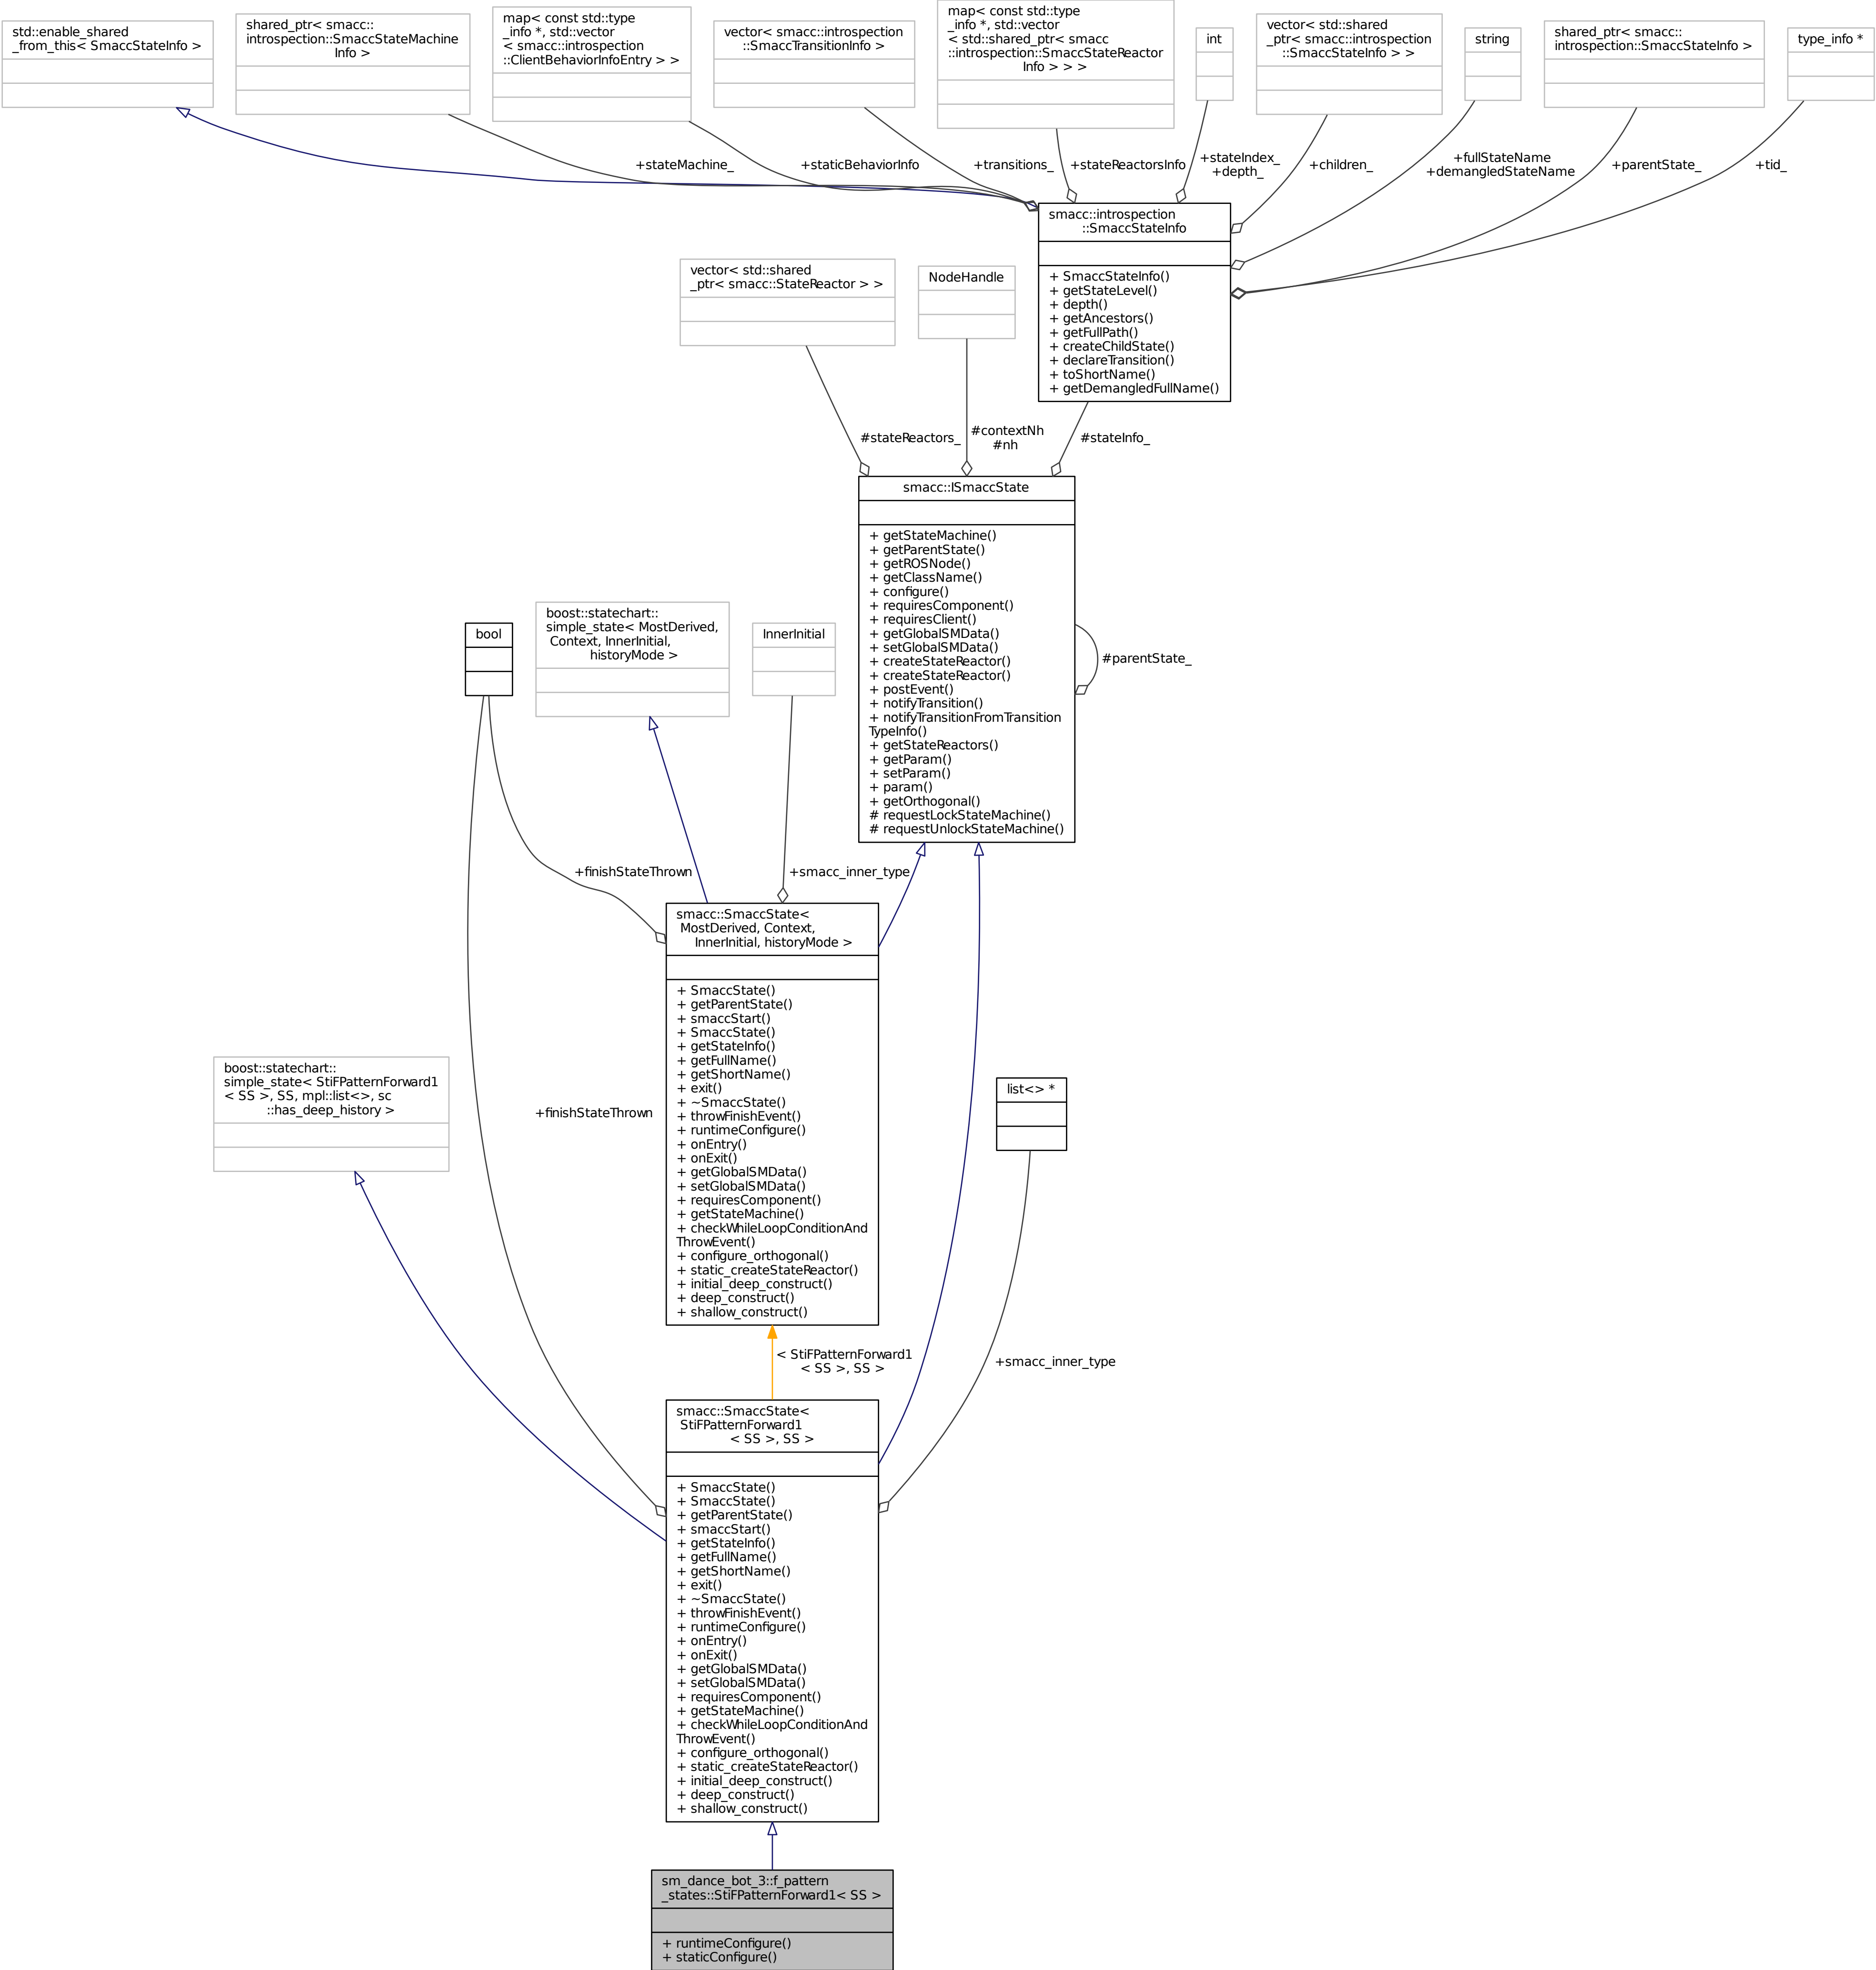 std::enable_shared
_from_this< SmaccStateInfo >
shared_ptr< smacc::
introspection::SmaccStateMachine
Info >
map< const std::type
_info *, std::vector
< smacc::introspection
::ClientBehaviorInfoEntry > >
vector< smacc::introspection
::SmaccTransitionInfo >
map< const std::type
_info *, std::vector
< std::shared_ptr< smacc
::introspection::SmaccStateReactor
Info > > >
int
vector< std::shared
_ptr< smacc::introspection
::SmaccStateInfo > >
string
shared_ptr< smacc::
introspection::SmaccStateInfo >
type_info *
+stateMachine_
+staticBehaviorInfo
+transitions_
+stateReactorsInfo
+stateIndex_
+depth_
+children_
+fullStateName
+demangledStateName
+parentState_
+tid_
smacc::introspection
::SmaccStateInfo
+ SmaccStateInfo()
+ getStateLevel()
+ depth()
+ getAncestors()
+ getFullPath()
+ createChildState()
+ declareTransition()
+ toShortName()
+ getDemangledFullName()
vector< std::shared
_ptr< smacc::StateReactor > >
NodeHandle
#stateReactors_
#contextNh
#nh
#stateInfo_
smacc::ISmaccState
+ getStateMachine()
+ getParentState()
+ getROSNode()
+ getClassName()
+ configure()
+ requiresComponent()
+ requiresClient()
+ getGlobalSMData()
+ setGlobalSMData()
+ createStateReactor()
+ createStateReactor()
+ postEvent()
+ notifyTransition()
+ notifyTransitionFromTransition
TypeInfo()
+ getStateReactors()
+ getParam()
+ setParam()
+ param()
+ getOrthogonal()
# requestLockStateMachine()
# requestUnlockStateMachine()
#parentState_
bool
boost::statechart::
simple_state< MostDerived,
Context, InnerInitial,
historyMode >
InnerInitial
+finishStateThrown
+smacc_inner_type
smacc::SmaccState<
MostDerived, Context,
InnerInitial, historyMode >
+ SmaccState()
+ getParentState()
+ smaccStart()
+ SmaccState()
+ getStateInfo()
+ getFullName()
+ getShortName()
+ exit()
+ ~SmaccState()
+ throwFinishEvent()
+ runtimeConfigure()
+ onEntry()
+ onExit()
+ getGlobalSMData()
+ setGlobalSMData()
+ requiresComponent()
+ getStateMachine()
+ checkWhileLoopConditionAnd
ThrowEvent()
+ configure_orthogonal()
+ static_createStateReactor()
+ initial_deep_construct()
+ deep_construct()
+ shallow_construct()
boost::statechart::
simple_state< StiFPatternForward1
< SS >, SS, mpl::list<>, sc
::has_deep_history >
+finishStateThrown
list<> *
< StiFPatternForward1
< SS >, SS >
+smacc_inner_type
smacc::SmaccState<
StiFPatternForward1
< SS >, SS >
+ SmaccState()
+ SmaccState()
+ getParentState()
+ smaccStart()
+ getStateInfo()
+ getFullName()
+ getShortName()
+ exit()
+ ~SmaccState()
+ throwFinishEvent()
+ runtimeConfigure()
+ onEntry()
+ onExit()
+ getGlobalSMData()
+ setGlobalSMData()
+ requiresComponent()
+ getStateMachine()
+ checkWhileLoopConditionAnd
ThrowEvent()
+ configure_orthogonal()
+ static_createStateReactor()
+ initial_deep_construct()
+ deep_construct()
+ shallow_construct()
sm_dance_bot_3::f_pattern
_states::StiFPatternForward1< SS >
+ runtimeConfigure()
+ staticConfigure()